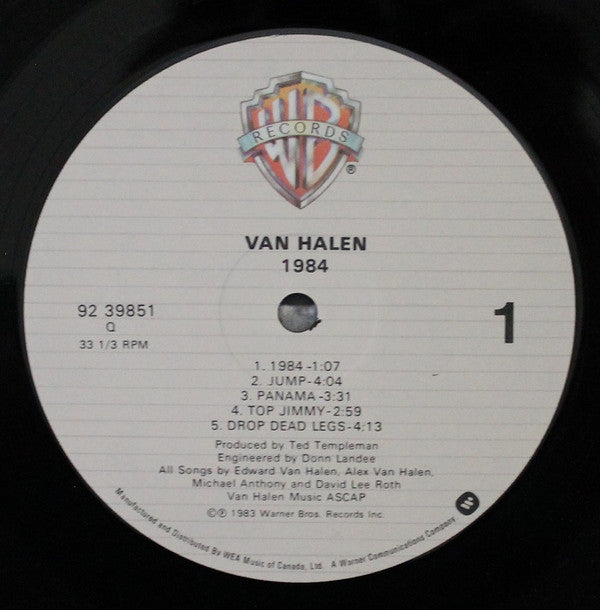 WB
RECORDS
®
VAN HALEN
1984
92 39851
Q
33 1/3 RPM
1
1. 1984-1:07
2. JUMP-4:04
3. PANAMA-3:31
4. TOP JIMMY-2:59
5. DROP DEAD LEGS-4:13
Produced by Ted Templeman
Engineered by Donn Landee
All Songs by Edward Van Halen, Alex Van Halen,
Michael Anthony and David Lee Roth
Van Halen Music ASCAP
©℗ 1983 Warner Bros. Records Inc.
Manufactured and Distributed By WEA Music of Canada, Ltd. A Warner Communications Company